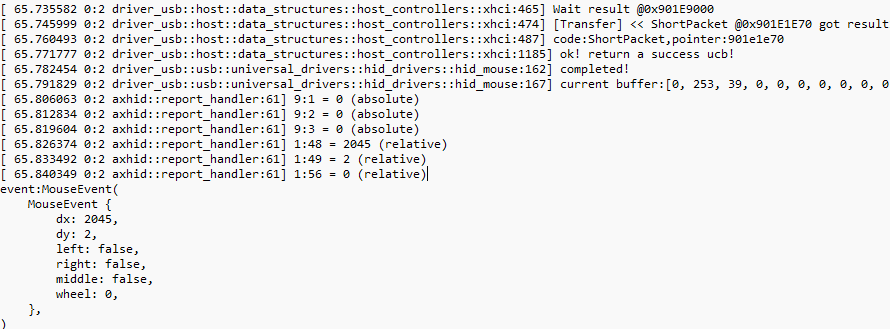 [ 65.735582 0:2 driver_usb::host::data_structures::host_controllers::xhci:465] Wait result @0x901E9000
[ 65.745999 0:2 driver_usb::host::data_structures::host_controllers::xhci:474] [Transfer] << ShortPacket @0x901E1E70 got result
[ 65.760493 0:2 driver_usb::host::data_structures::host_controllers::xhci:487] code:ShortPacket,pointer:901e1e70
[ 65.771777 0:2 driver_usb::host::data_structures::host_controllers::xhci:1185] ok! return a success ucb!
[ 65.782454 0:2 driver_usb::usb::universal_drivers::hid_drivers::hid_mouse:162] completed!
[ 65.791829 0:2 driver_usb::usb::universal_drivers::hid_drivers::hid_mouse:167] current buffer:[0, 253, 39, 0, 0, 0, 0, 0, 0, 0
[ 65.806063 0:2 axhid::report_handler:61] 9:1 = 0 (absolute)
[ 65.812834 0:2 axhid::report_handler:61] 9:2 = 0 (absolute)
[ 65.819604 0:2 axhid::report_handler:61] 9:3 = 0 (absolute)
[ 65.826374 0:2 axhid::report_handler:61] 1:48 = 2045 (relative)
[ 65.833492 0:2 axhid::report_handler:61] 1:49 = 2 (relative)
[ 65.840349 0:2 axhid::report_handler:61] 1:56 = 0 (relative)
event:MouseEvent(
    MouseEvent {
        dx: 2045,
        dy: 2,
        left: false,
        right: false,
        middle: false,
        wheel: 0,
    },
)